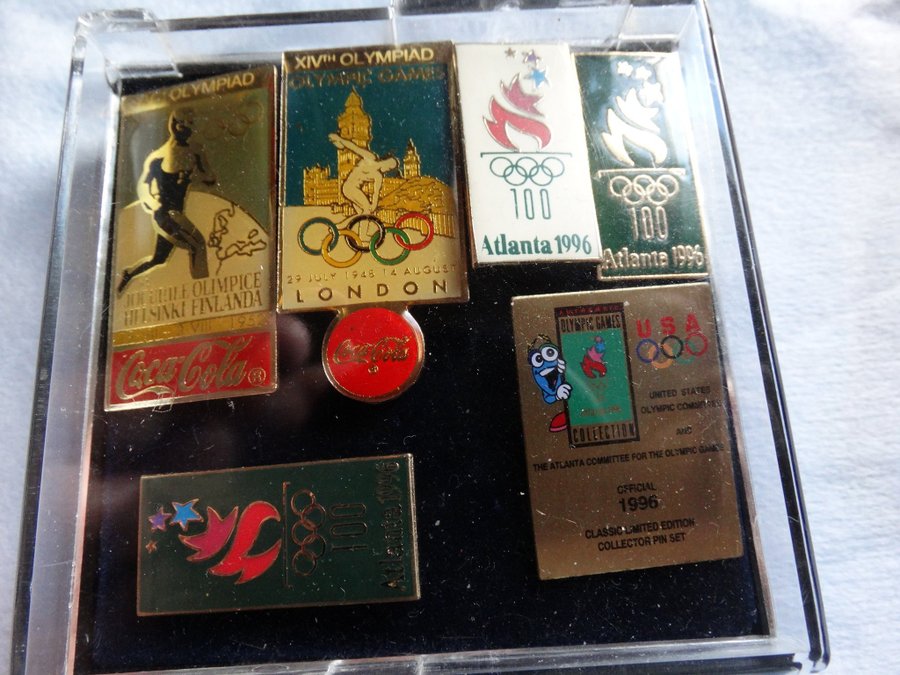 OLYMPIAD
JOCURILE OLIMPICE
HELSINKI FINLANDA
Coca-Cola ®
XIVTH OLYMPIAD
OLYMPIC GAMES
29 JULY 1948 14 AUGUST
LONDON
Coca-Cola
®
100
Atlanta 1996
100
Atlanta 1996
100
Atlanta 1996
OLYMPIC GAMES
COLLECTION
USA
UNITED STATES
OLYMPIC COMMITTEE
AND
THE ATLANTA COMMITTEE FOR THE OLYMPIC GAMES
OFFICIAL
1996
CLASSIC LIMITED EDITION
COLLECTOR PIN SET